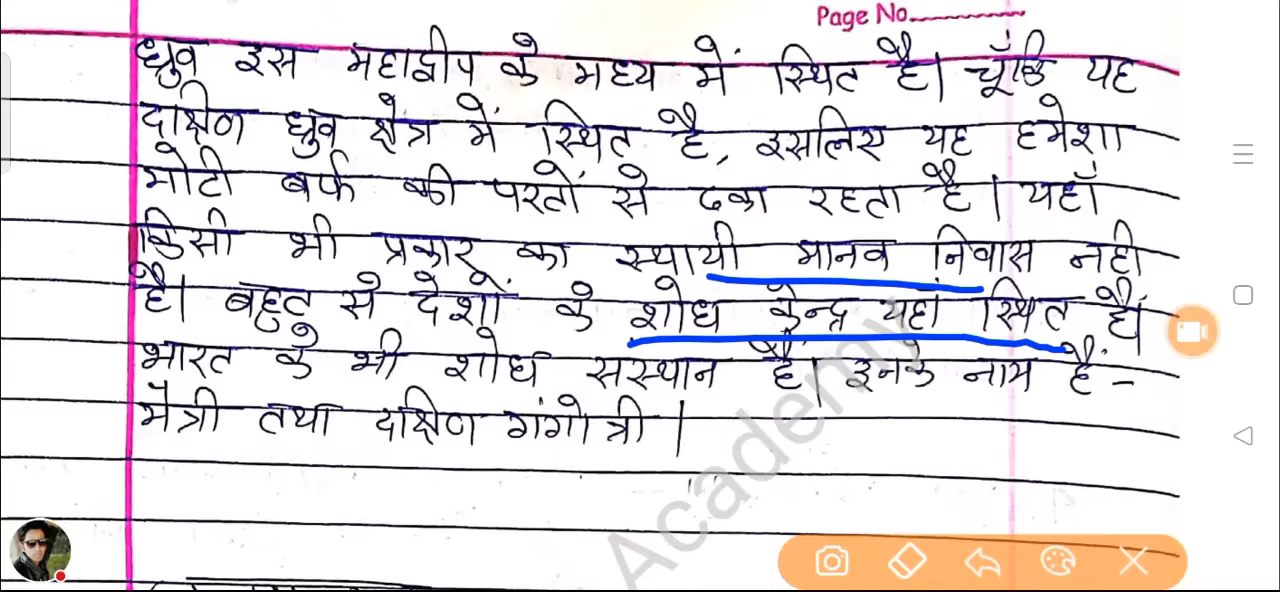 Page No.
ध्रुव इस महाद्वीप के मध्य में स्थित है। चूँकि यह
दक्षिण ध्रुव क्षेत्र में स्थित है, इसलिए यह हमेशा
मोटी बर्फ की परतों से ढका रहता है। यहाँ
किसी भी प्रकार का स्थायी मानव निवास नही
है। बहुत से देशों के शोध केन्द्र यहाँ स्थित हैं।
भारत के भी शोध संस्थान हैं। इनके नाम हैं-
मैत्री तथा दक्षिण गंगोत्री।
Academy